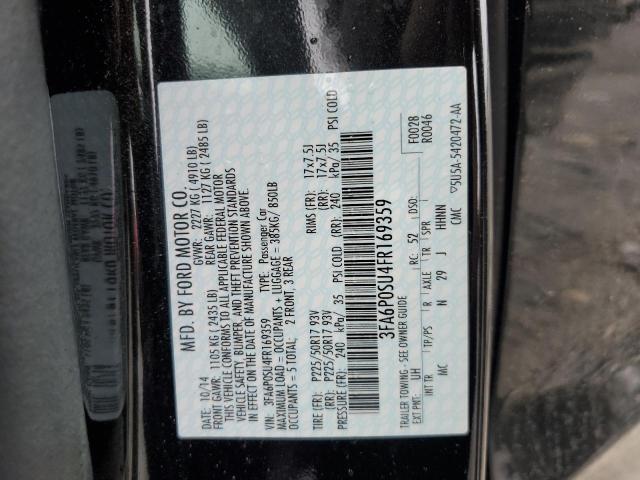 MFD. BY FORD MOTOR CO.
DATE: 10/14 GVWR: 2227 KG ( 4910 LB)
FRONT GAWR: 1105 KG ( 2435 LB) REAR GAWR: 1127 KG ( 2485 LB)
THIS VEHICLE CONFORMS TO ALL APPLICABLE FEDERAL MOTOR
VEHICLE SAFETY, BUMPER, AND THEFT PREVENTION STANDARDS
IN EFFECT ON THE DATE OF MANUFACTURE SHOWN ABOVE.
VIN: 3FA6P0SU4FR169359 TYPE: Passenger Car
MAXIMUM LOAD = OCCUPANTS + LUGGAGE = 385KG/ 850LB
OCCUPANTS = 5 TOTAL: 2 FRONT, 3 REAR
TIRE (FR): P225/50R17 93V RIMS (FR): 17x7.5J
(RR): P225/50R17 93V (RR): 17x7.5J
PRESSURE (FR): 240 kPa/ 35 PSI COLD (RR): 240 kPa/ 35 PSI COLD
3FA6P0SU4FR169359
F0028
R0046
TRAILER TOWING - SEE OWNER GUIDE
EXT PNT: UH RC: 52 DSO:
INT TR TP/PS R AXLE TR SPR
MC N 29 J HHNN
CMC
5U5A-5420472-AA